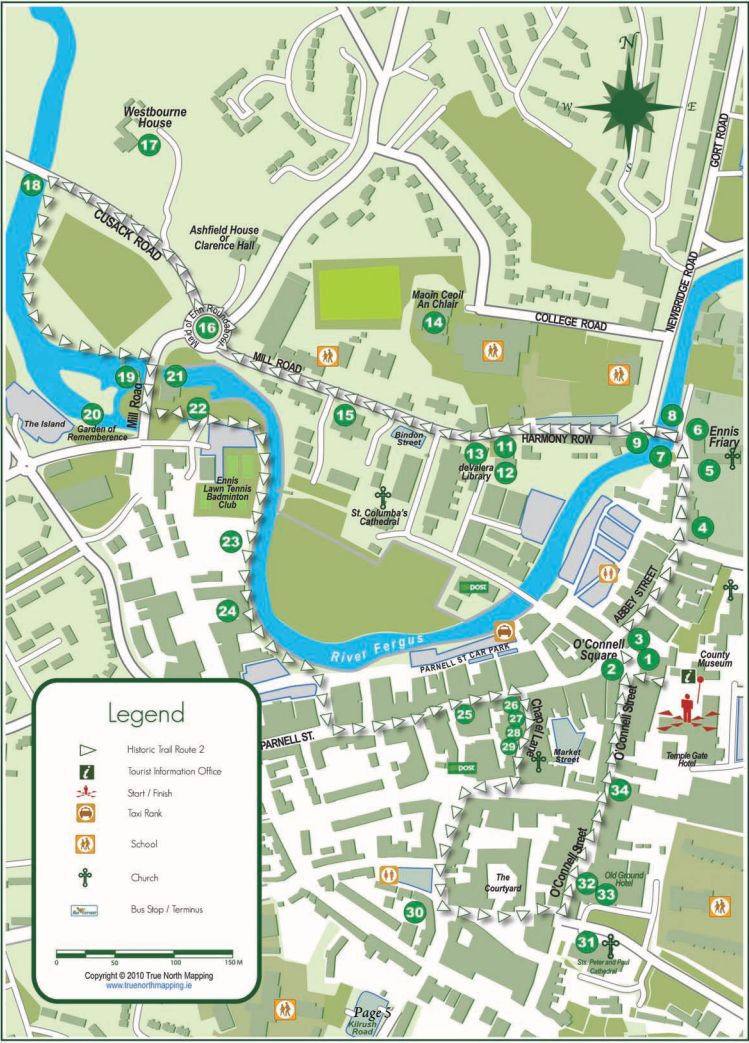 N
W
E
S
GORT ROAD
Westbourne
House
17
18
CUSACK ROAD
Ashfield House
or
Clarence Hall
NEWBRIDGE ROAD
Maoin Ceoil
An Chlair
14
COLLEGE ROAD
Maid of Erin Roundabout
16
MILL ROAD
19
21
Mill Road
20
22
The Island
Garden of
Rememberence
15
Bindon
Street
HARMONY ROW
13
11
12
deValera
Library
8
9
7
6
Ennis
Friary
5
4
St. Columba's
Cathedral
Ennis
Lawn Tennis
Badminton
Club
23
24
post
River Fergus
PARNELL ST CAR PARK
ABBEY STREET
O'Connell
Square
3
1
2
County
Museum
i
Temple Gate
Hotel
O'Connell Street
PARNELL ST.
25
26
27
28
29
Chapel Lane
Market
Street
post
34
O'Connell Street
The
Courtyard
30
32
33
Old Ground
Hotel
31
Sts. Peter and Paul
Cathedral
Legend
Historic Trail Route 2
i Tourist Information Office
Start / Finish
Taxi Rank
School
Church
Bus Stop / Terminus
0 50 100 150 M
Copyright © 2010 True North Mapping
www.truenorthmapping.ie
Page 5
Kilrush
Road